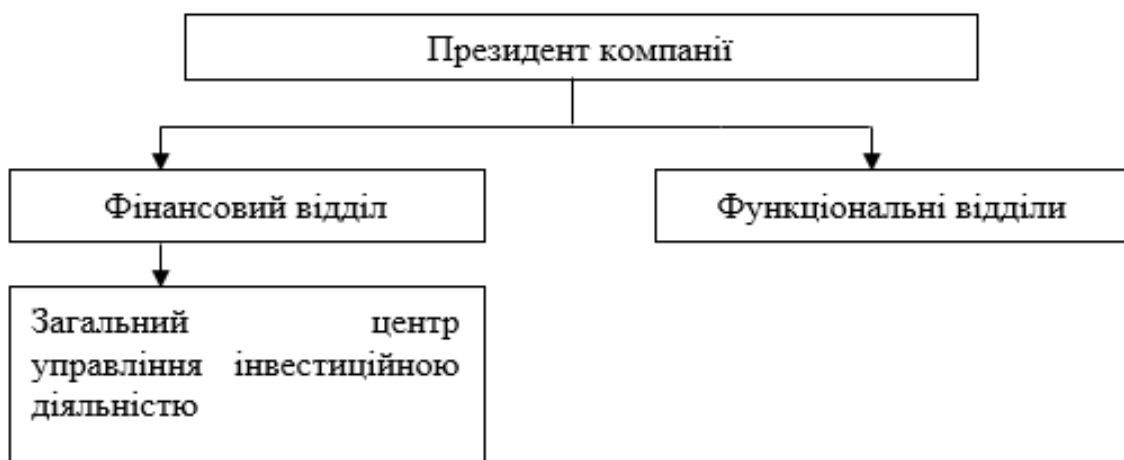 Президент компанії
Фінансовий відділ
Функціональні відділи
Загальний центр
управління інвестиційною
діяльністю